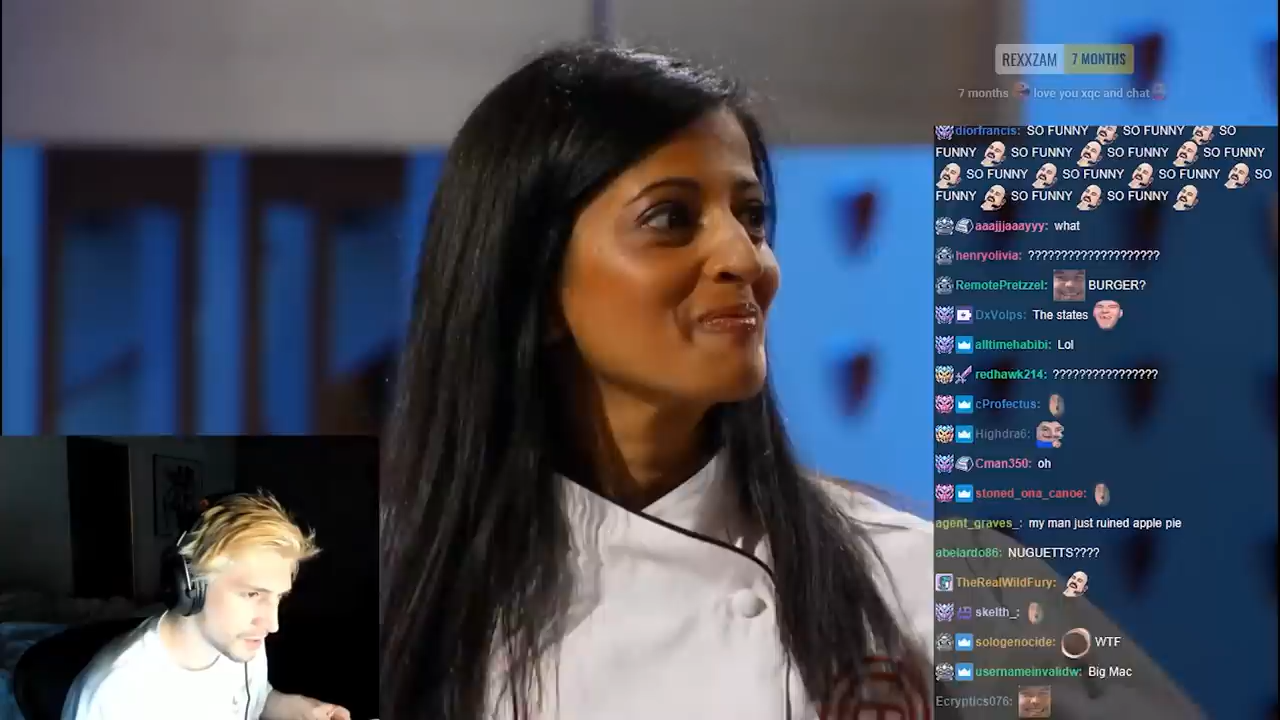 REXXZAM 7 MONTHS
7 months love you xqc and chat
diorfrancis: SO FUNNY SO FUNNY SO
FUNNY SO FUNNY SO FUNNY SO FUNNY
SO FUNNY SO FUNNY SO FUNNY SO
FUNNY SO FUNNY SO FUNNY
aaajjjaaayyy: what
henryolivia: ????????????????????
RemotePretzzel: BURGER?
DxVolps: The states
alltimehabibi: Lol
redhawk214: ????????????????
cProfectus:
Highdra6:
Cman350: oh
stoned_ona_canoe:
agent_graves_: my man just ruined apple pie
abelardo86: NUGUETTS????
TheRealWildFury:
skelth_:
sologenocide: WTF
usernameinvalidw: Big Mac
Ecryptics076: